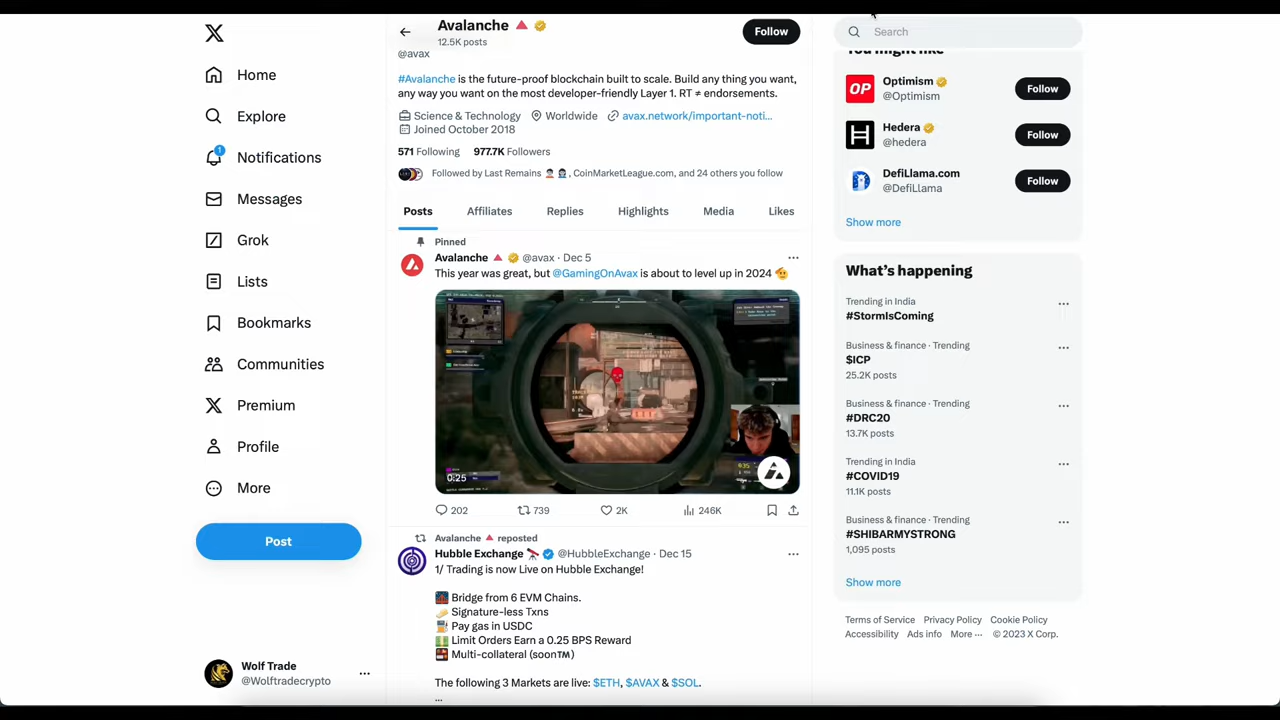 Home
Explore
1
Notifications
Messages
Grok
Lists
Bookmarks
Communities
Premium
Profile
More
Post
Wolf Trade
@Wolftradecrypto
Avalanche
12.5K posts
Follow
@avax
#Avalanche is the future-proof blockchain built to scale. Build any thing you want,
any way you want on the most developer-friendly Layer 1. RT ≠ endorsements.
Science & Technology Worldwide avax.network/important-noti...
Joined October 2018
571 Following 977.7K Followers
Followed by Last Remains, CoinMarketLeague.com, and 24 others you follow
Posts Affiliates Replies Highlights Media Likes
Pinned
Avalanche @avax · Dec 5
This year was great, but @GamingOnAvax is about to level up in 2024
0:25
202 739 2K 246K
Avalanche reposted
Hubble Exchange @HubbleExchange · Dec 15
1/ Trading is now Live on Hubble Exchange!
Bridge from 6 EVM Chains.
Signature-less Txns
Pay gas in USDC
Limit Orders Earn a 0.25 BPS Reward
Multi-collateral (soon™)
The following 3 Markets are live: $ETH, $AVAX & $SOL.
...
Search
You might like
OP
Optimism
@Optimism
Follow
Hedera
@hedera
Follow
DefiLlama.com
@DefiLlama
Follow
Show more
What's happening
Trending in India
#StormIsComing
Business & finance · Trending
$ICP
25.2K posts
Business & finance · Trending
#DRC20
13.7K posts
Trending in India
#COVID19
11.1K posts
Business & finance · Trending
#SHIBARMYSTRONG
1,095 posts
Show more
Terms of Service Privacy Policy Cookie Policy
Accessibility Ads info More ··· © 2023 X Corp.